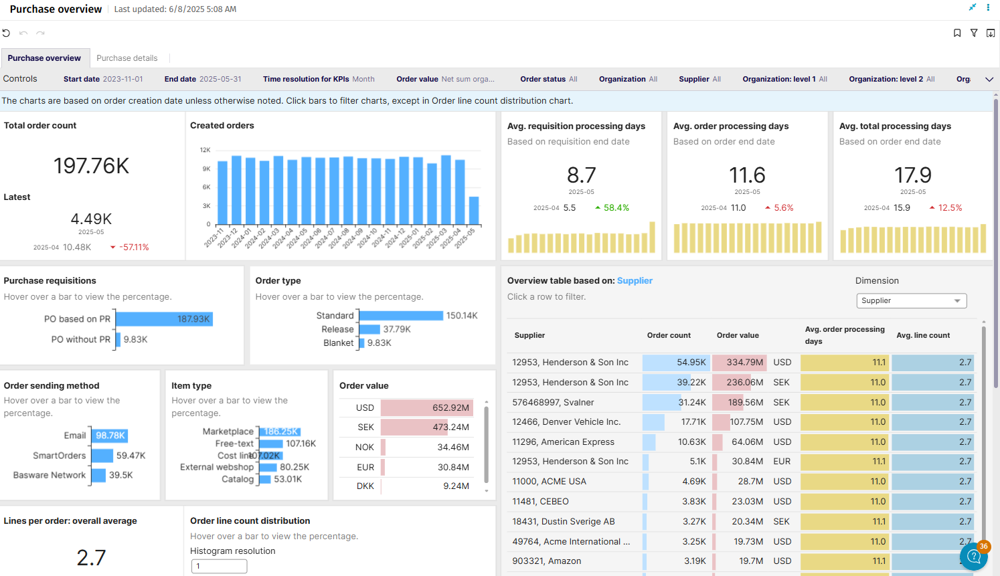 Purchase overview
Last updated: 6/8/2025 5:08 AM
Purchase overview
Purchase details
Controls
Start date 2023-11-01
End date 2025-05-31
Time resolution for KPIs Month
Order value Net sum orga...
Order status All
Organization All
Supplier All
Organization: level 1 All
Organization: level 2 All
Orga
The charts are based on order creation date unless otherwise noted. Click bars to filter charts, except in Order line count distribution chart.
Total order count
197.76K
Latest
4.49K
2025-05
2025-04 10.48K -57.11%
Created orders
12K
9K
6K
3K
0
2023-11
2023-12
2024-01
2024-02
2024-03
2024-04
2024-05
2024-06
2024-07
2024-08
2024-09
2024-10
2024-11
2024-12
2025-01
2025-02
2025-03
2025-04
2025-05
Avg. requisition processing days
Based on requisition end date
8.7
2025-05
2025-04 5.5 58.4%
Avg. order processing days
Based on order end date
11.6
2025-05
2025-04 11.0 5.6%
Avg. total processing days
Based on order end date
17.9
2025-05
2025-04 15.9 12.5%
Purchase requisitions
Hover over a bar to view the percentage.
PO based on PR 187.93K
PO without PR 9.83K
Order type
Hover over a bar to view the percentage.
Standard 150.14K
Release 37.79K
Blanket 9.83K
Order sending method
Hover over a bar to view the
percentage.
Email 98.78K
SmartOrders 59.47K
Basware Network 39.5K
Item type
Hover over a bar to view the
percentage.
Marketplace 186.25K
Free-text 107.16K
Cost line 107.02K
External webshop 80.25K
Catalog 53.01K
Order value
USD 652.92M
SEK 473.24M
NOK 34.46M
EUR 30.84M
DKK 9.24M
Lines per order: overall average
2.7
Order line count distribution
Hover over a bar to view the percentage.
Histogram resolution
1
Overview table based on: Supplier
Click a row to filter.
Dimension
Supplier
Supplier Order count Order value Avg. order processing days Avg. line count
12953, Henderson & Son Inc 54.95K 334.79M USD 11.1 2.7
12953, Henderson & Son Inc 39.22K 236.06M SEK 11.0 2.7
576468997, Svalner 31.24K 189.56M SEK 11.0 2.7
12466, Denver Vehicle Inc. 17.71K 107.75M USD 11.0 2.7
11296, American Express 10.63K 64.06M USD 11.0 2.7
12953, Henderson & Son Inc 5.1K 30.84M EUR 11.1 2.7
11000, ACME USA 4.69K 28.7M USD 11.0 2.7
11481, CEBEO 3.83K 23.03M USD 11.0 2.7
18431, Dustin Sverige AB 3.27K 20.34M SEK 11.1 2.7
49764, Acme International ... 3.25K 19.73M USD 11.0 2.7
903321, Amazon 3.19K 19.7M USD 11.1
36